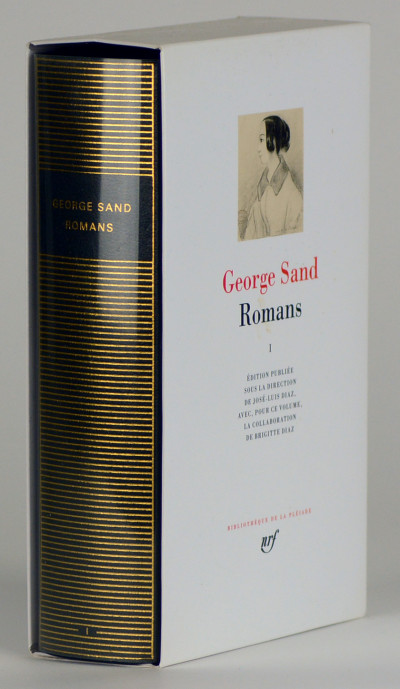 GEORGE SAND
ROMANS
I
George Sand
Romans
I
ÉDITION PUBLIÉE
SOUS LA DIRECTION
DE JOSÉ-LUIS DIAZ,
AVEC, POUR CE VOLUME,
LA COLLABORATION
DE BRIGITTE DIAZ
BIBLIOTHÈQUE DE LA PLÉIADE
nrf